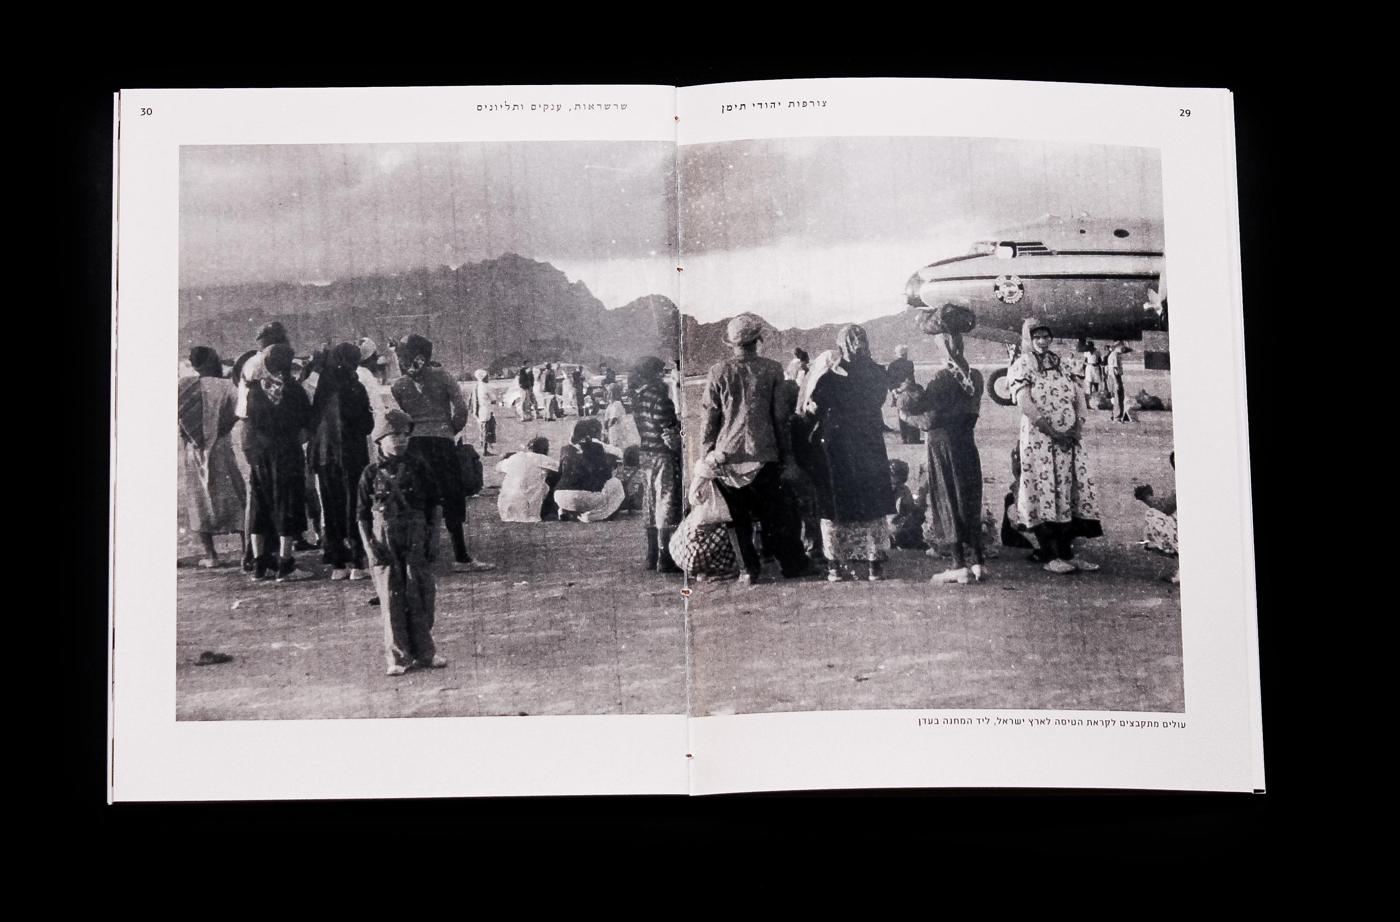 29
צורפות יהודי תימן
שרשראות, ענקים ותליונים
30
עולים מתקבצים לקראת הטיסה לארץ ישראל, ליד המחנה בעדן